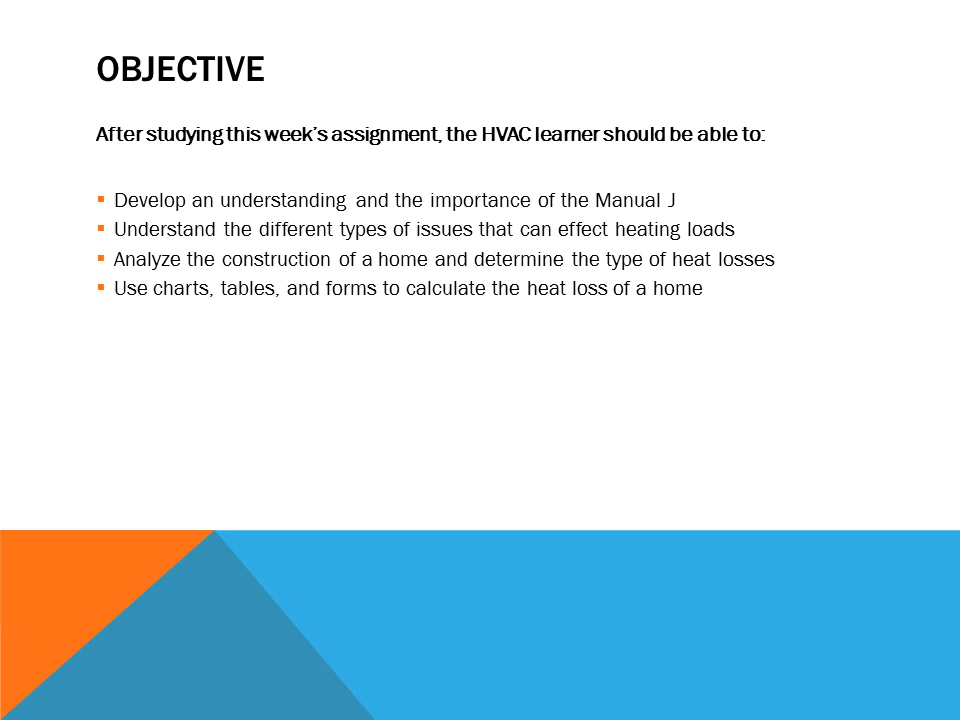 OBJECTIVE
After studying this week's assignment, the HVAC learner should be able to:
▪ Develop an understanding and the importance of the Manual J
▪ Understand the different types of issues that can effect heating loads
▪ Analyze the construction of a home and determine the type of heat losses
▪ Use charts, tables, and forms to calculate the heat loss of a home